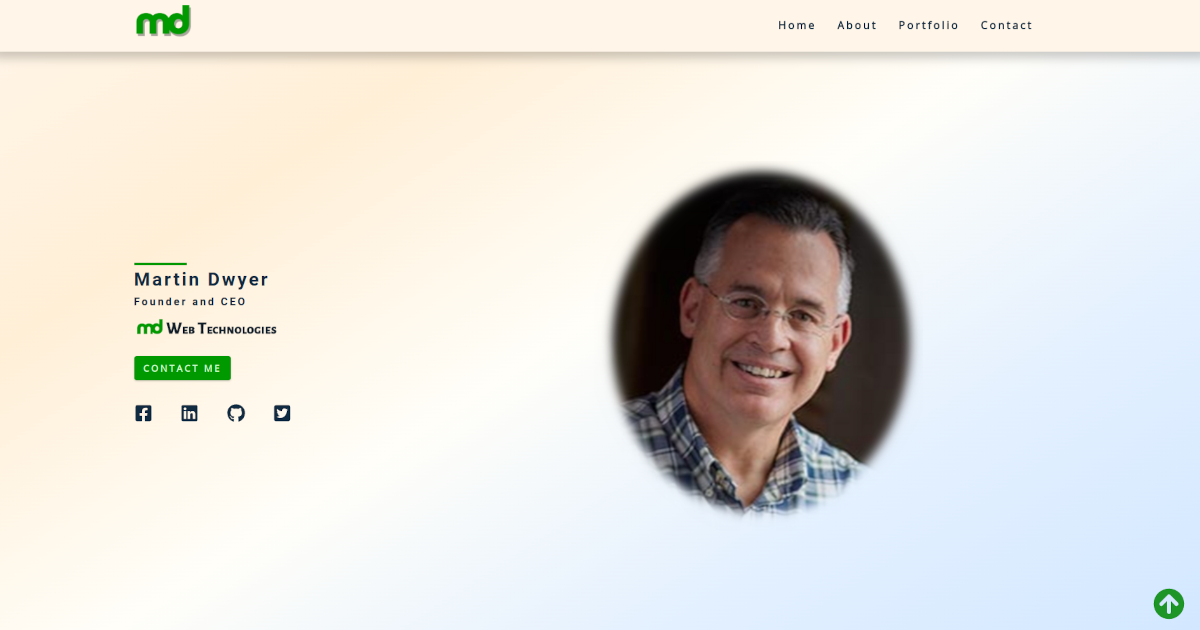 md
Home About Portfolio Contact
Martin Dwyer
Founder and CEO
md Web Technologies
CONTACT ME